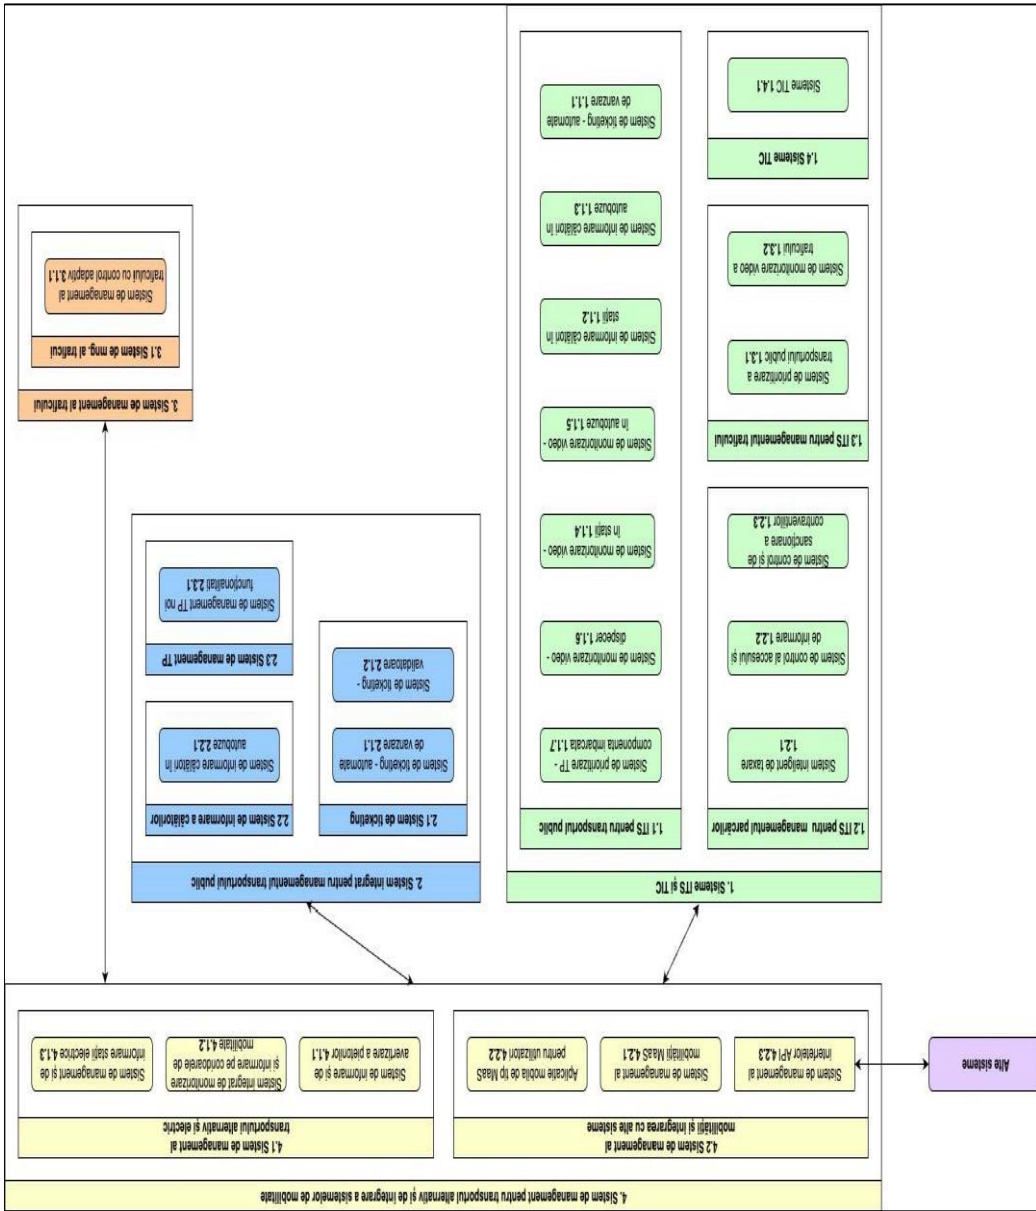 4. Sistem de management pentru transportul alternativ și de integrare a sistemelor de mobilitate
4.2 Sistem de management al
mobilității și integrarea cu alte sisteme
Sistem de management al
interfetelor API 4.2.3
Sistem de management al
mobilității MaaS 4.2.1
Aplicatie mobila de tip MaaS
pentru utilizatori 4.2.2
4.1 Sistem de management al
transportului alternativ și electric
Sistem de informare și de
avertizare a pietonilor 4.1.1
Sistem integrat de monitorizare
și informare pe coridoarele de
mobilitate 4.1.2
Sistem de management și de
informare stații electrice 4.1.3
Alte sisteme
1. Sisteme ITS și TIC
1.2 ITS pentru managementul parcărilor
Sistem inteligent de taxare
1.2.1
Sistem de control al accesului și
de informare 1.2.2
Sistem de control și de
sancționare a
contravențiilor 1.2.3
1.3 ITS pentru managementul traficului
Sistem de prioritizare a
transportului public 1.3.1
Sistem de monitorizare video a
traficului 1.3.2
1.4 Sisteme TIC
Sisteme TIC 1.4.1
1.1 ITS pentru transportul public
Sistem de prioritizare TP -
componenta imbarcata 1.1.7
Sistem de monitorizare video -
dispecer 1.1.6
Sistem de monitorizare video -
în stații 1.1.4
Sistem de monitorizare video -
în autobuze 1.1.5
Sistem de informare călători în
stații 1.1.2
Sistem de informare călători în
autobuze 1.1.3
Sistem de ticketing - automate
de vanzare 1.1.1
2. Sistem integrat pentru managementul transportului public
2.1 Sistem de ticketing
Sistem de ticketing - automate
de vanzare 2.1.1
Sistem de ticketing -
validatoare 2.1.2
2.2 Sistem de informare a călătorilor
Sistem de informare călători în
autobuze 2.2.1
2.3 Sistem de management TP
Sistem de management TP noi
funcționalitati 2.3.1
3. Sistem de management al traficului
3.1 Sistem de mng. al traficui
Sistem de management al
traficului cu control adaptiv 3.1.1